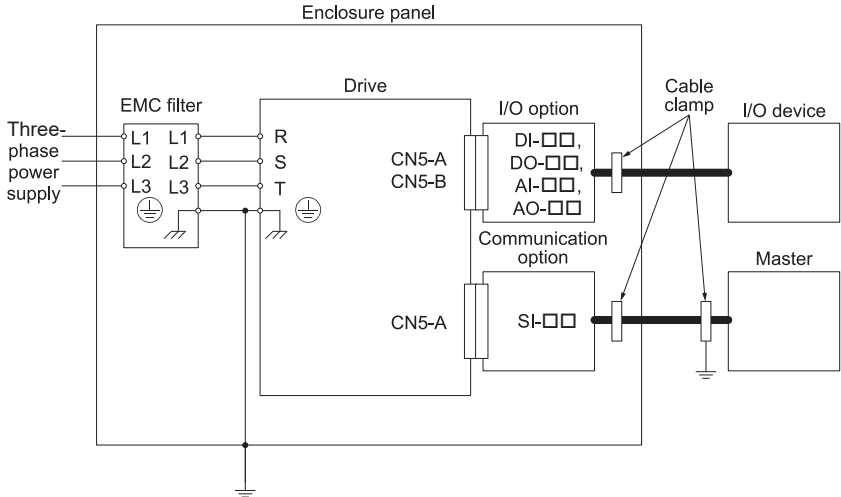 Enclosure panel
Three-
phase
power
supply
EMC filter
L1 L1
L2 L2
L3 L3
Drive
R
S
T
CN5-A
CN5-B
CN5-A
I/O option
DI-□□,
DO-□□,
AI-□□,
AO-□□
Communication
option
SI-□□
Cable
clamp
I/O device
Master